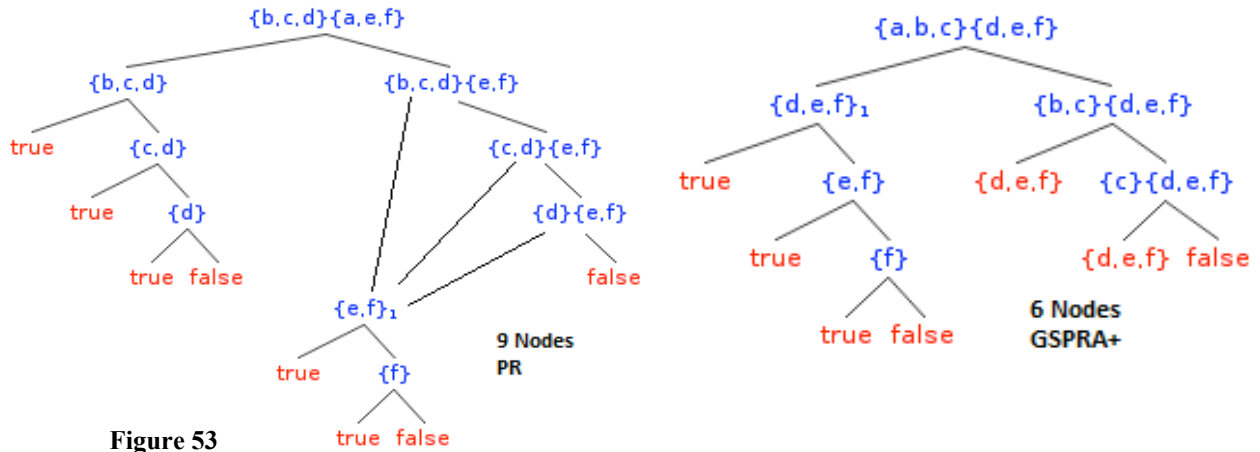 {b,c,d}{a,e,f}
{b,c,d} {b,c,d}{e,f}
true {c,d} {c,d}{e,f}
true {d} {d}{e,f}
true false false
{e,f}₁
true {f}
true false
9 Nodes
PR
Figure 53
{a,b,c}{d,e,f}
{d,e,f}₁ {b,c}{d,e,f}
true {e,f} {d,e,f} {c}{d,e,f}
true {f} {d,e,f} false
true false
6 Nodes
GSPRA+